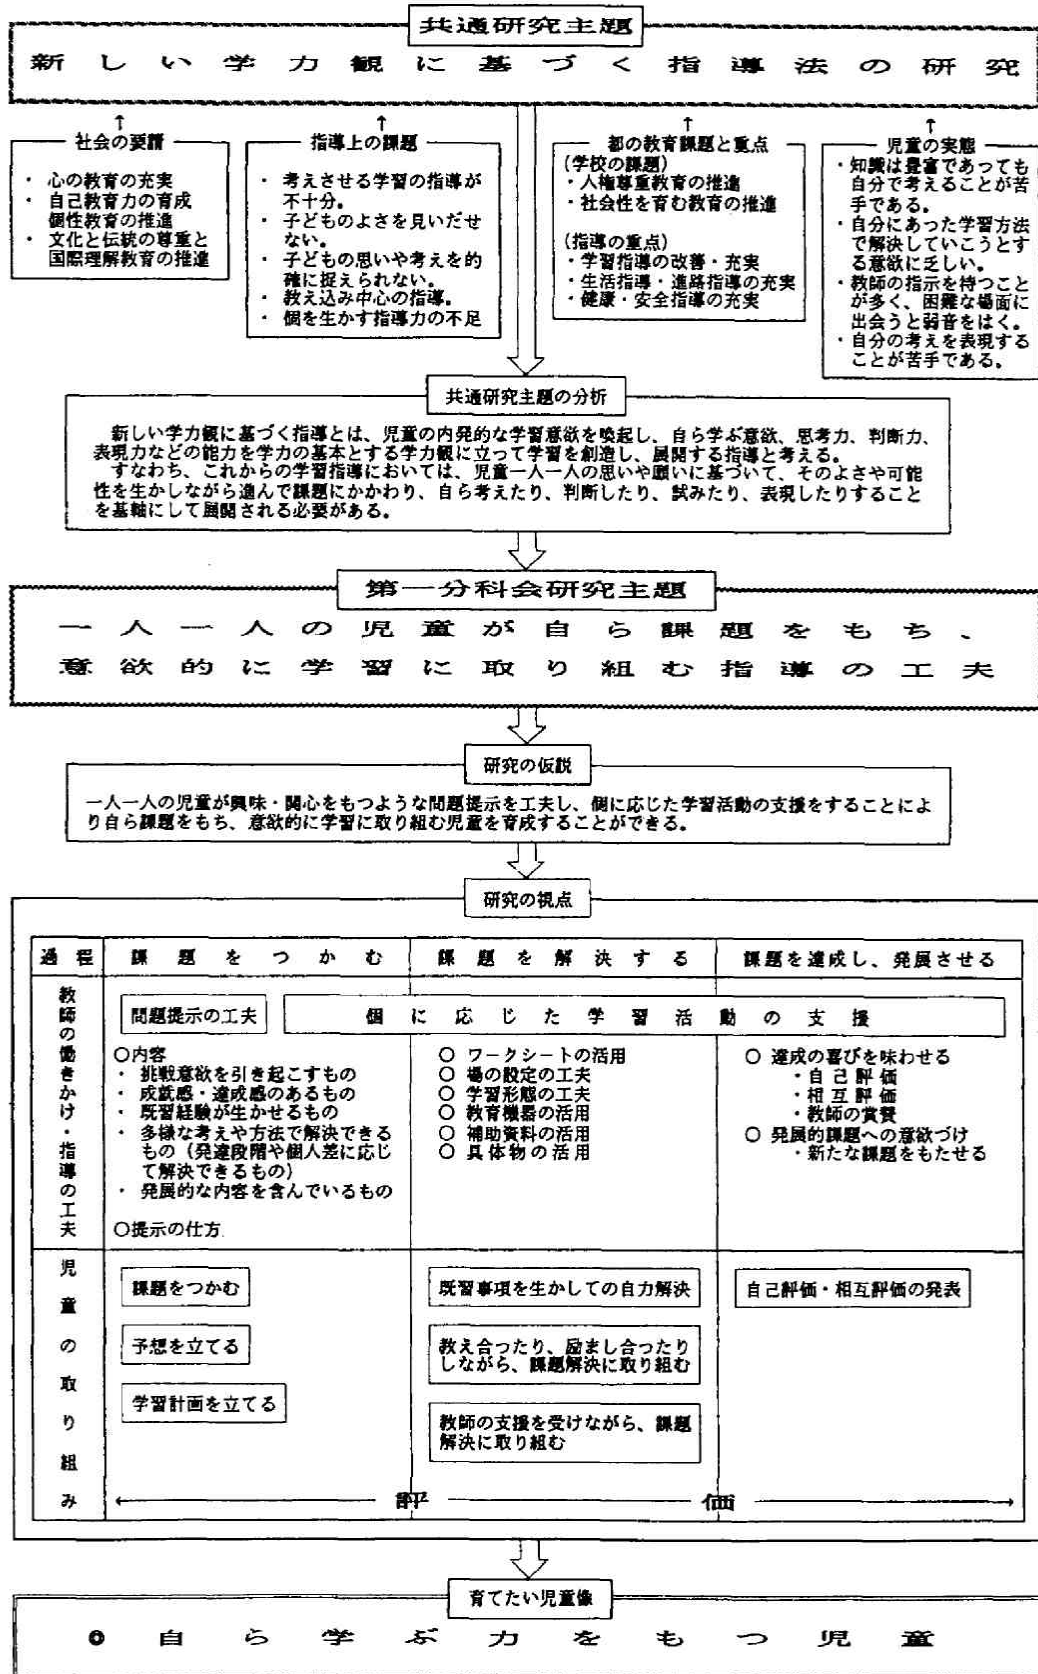 共通研究主題
新しい学力観に基づく指導法の研究
↑
社会の要請
・ 心の教育の充実
・ 自己教育力の育成
個性教育の推進
・ 文化と伝統の尊重と
国際理解教育の推進
↑
指導上の課題
・ 考えさせる学習の指導が
不十分。
・ 子どものよさを見いだせ
ない。
・ 子どもの思いや考えを的
確に捉えられない。
・ 教え込み中心の指導。
・ 個を生かす指導力の不足
↑
都の教育課題と重点
(学校の課題)
・人権尊重教育の推進
・社会性を育む教育の推進
(指導の重点)
・学習指導の改善・充実
・生活指導・進路指導の充実
・健康・安全指導の充実
↑
児童の実態
・知識は豊富であっても
自分で考えることが苦
手である。
・自分にあった学習方法
で解決していこうとす
る意欲に乏しい。
・教師の指示を持つこと
が多く、困難な場面に
出会うと弱音をはく。
・自分の考えを表現する
ことが苦手である。
共通研究主題の分析
新しい学力観に基づく指導とは、児童の内発的な学習意欲を喚起し、自ら学ぶ意欲、思考力、判断力、
表現力などの能力を学力の基本とする学力観に立って学習を創造し、展開する指導と考える。
すなわち、これからの学習指導においては、児童一人一人の思いや願いに基づいて、そのよさや可能
性を生かしながら進んで課題にかかわり、自ら考えたり、判断したり、試みたり、表現したりすること
を基軸にして展開される必要がある。
第一分科会研究主題
一人一人の児童が自ら課題をもち、
意欲的に学習に取り組む指導の工夫
研究の仮説
一人一人の児童が興味・関心をもつような問題提示を工夫し、個に応じた学習活動の支援をすることによ
り自ら課題をもち、意欲的に学習に取り組む児童を育成することができる。
研究の視点
過程
課題をつかむ
課題を解決する
課題を達成し、発展させる
教師の働きかけ・指導の工夫
問題提示の工夫
個に応じた学習活動の支援
○内容
・ 挑戦意欲を引き起こすもの
・ 成就感・達成感のあるもの
・ 既習経験が生かせるもの
・ 多様な考えや方法で解決できる
もの（発達段階や個人差に応じ
て解決できるもの）
・ 発展的な内容を含んでいるもの
○提示の仕方
○ ワークシートの活用
○ 場の設定の工夫
○ 学習形態の工夫
○ 教育機器の活用
○ 補助資料の活用
○ 具体物の活用
○ 達成の喜びを味わせる
・自己評価
・相互評価
・教師の賞賛
○ 発展的課題への意欲づけ
・新たな課題をもたせる
児童の取り組み
課題をつかむ
予想を立てる
学習計画を立てる
既習事項を生かしての自力解決
教え合ったり、励まし合ったり
しながら、課題解決に取り組む
教師の支援を受けながら、課題
解決に取り組む
自己評価・相互評価の発表
評価
育てたい児童像
◎自ら学ぶ力をもつ児童